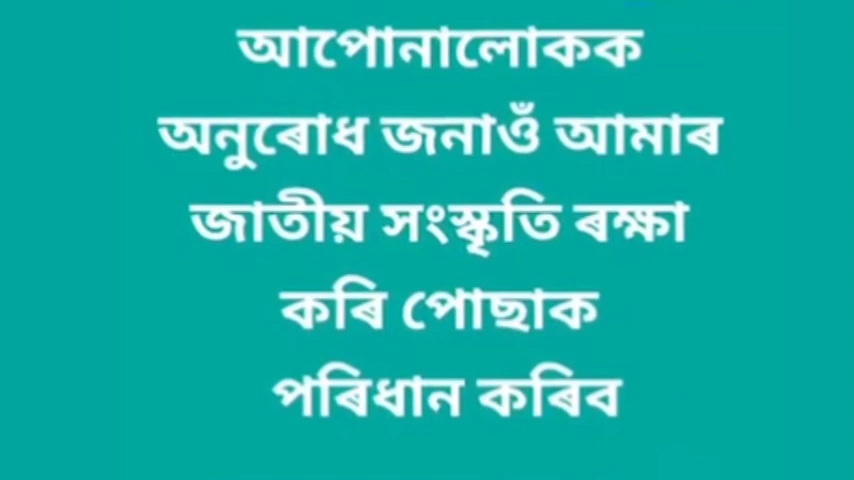 আপোনালোকক
অনুৰোধ জনাওঁ আমাৰ
জাতীয় সংস্কৃতি ৰক্ষা
কৰি পোছাক
পৰিধান কৰিব